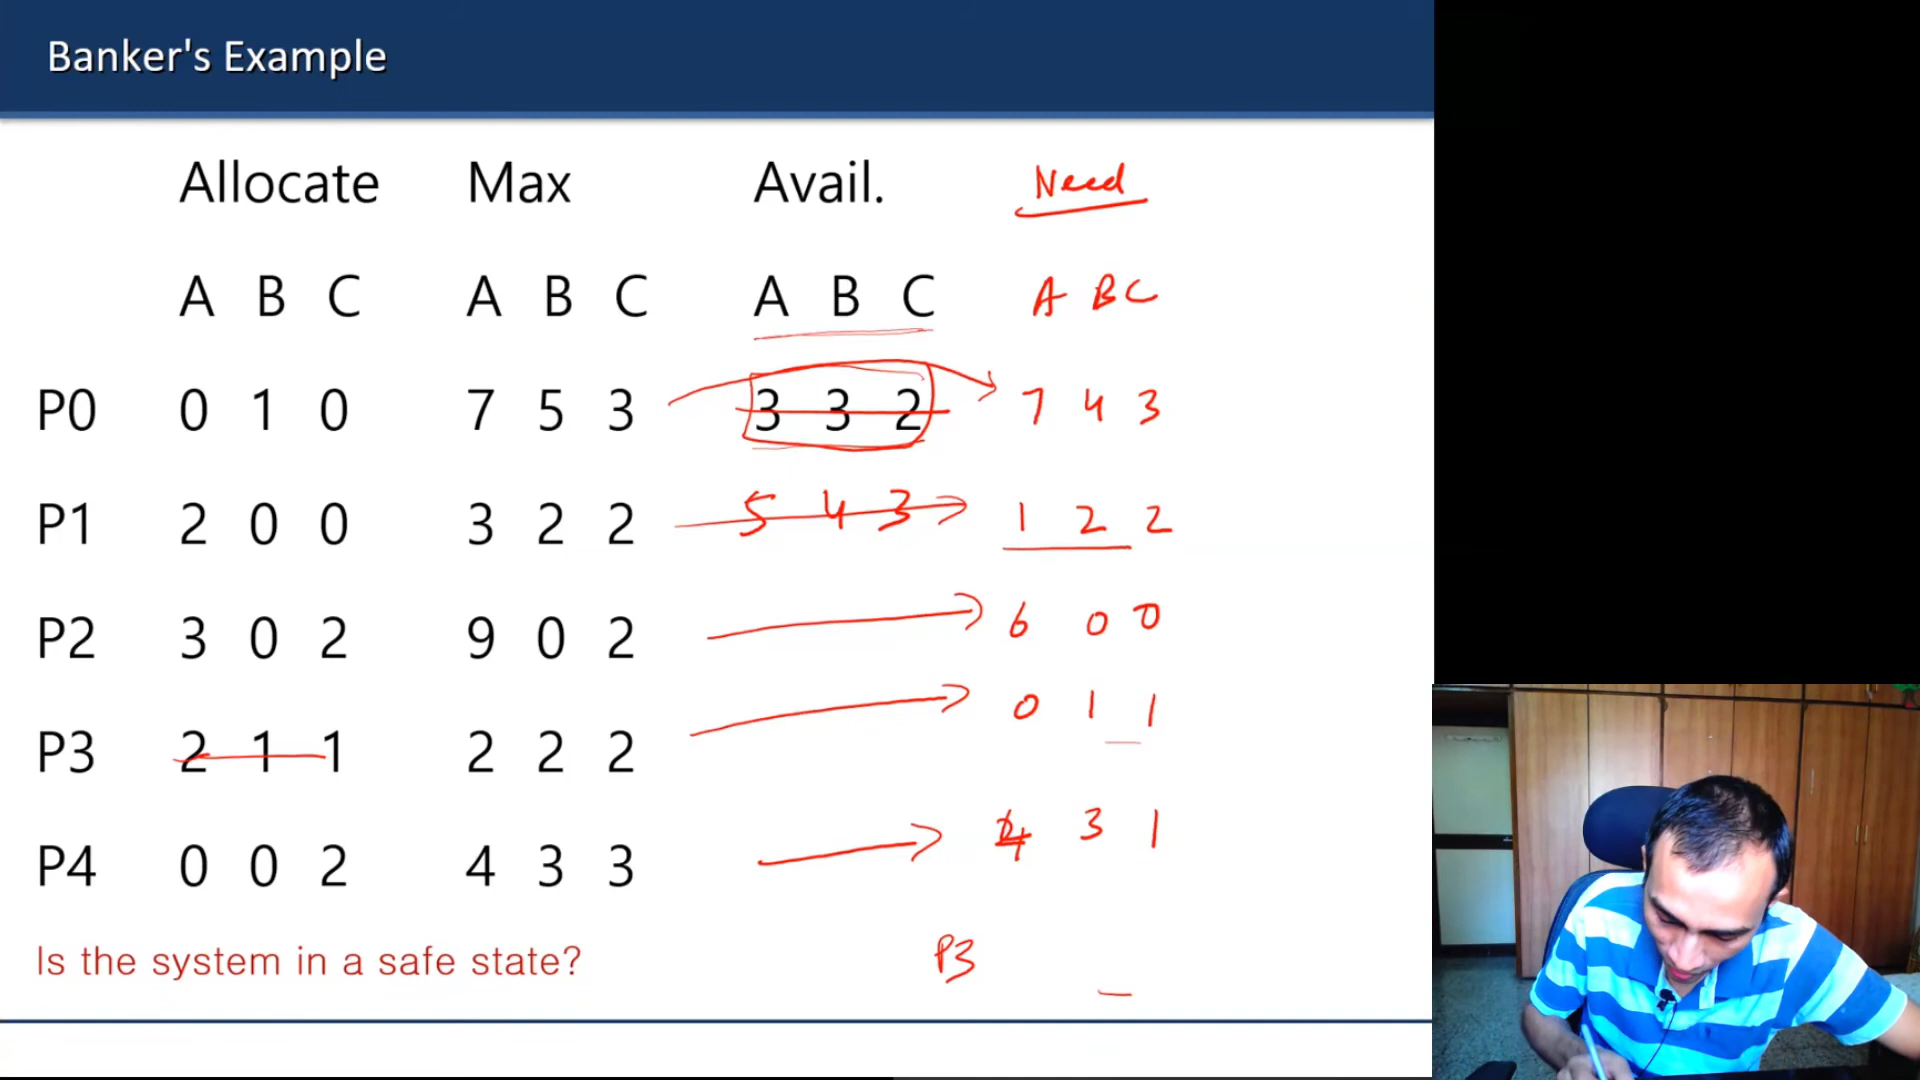 Banker's Example
Allocate Max Avail. Need
A B C A B C A B C A B C
P0 0 1 0 7 5 3 3 3 2 7 4 3
P1 2 0 0 3 2 2 5 4 3 1 2 2
P2 3 0 2 9 0 2 6 0 0
P3 2 1 1 2 2 2 0 1 1
P4 0 0 2 4 3 3 4 3 1
Is the system in a safe state? P3